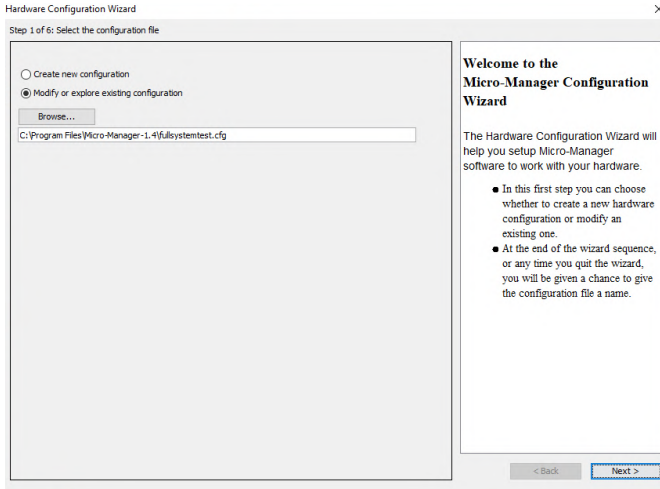 Hardware Configuration Wizard
Step 1 of 6: Select the configuration file
Create new configuration
Modify or explore existing configuration
Browse...
C:\Program Files\Micro-Manager-1.4\fullsystemtest.cfg
Welcome to the
Micro-Manager Configuration
Wizard
The Hardware Configuration Wizard will
help you setup Micro-Manager
software to work with your hardware.
In this first step you can choose
whether to create a new hardware
configuration or modify an
existing one.
At the end of the wizard sequence,
or any time you quit the wizard,
you will be given a chance to give
the configuration file a name.
< Back
Next >